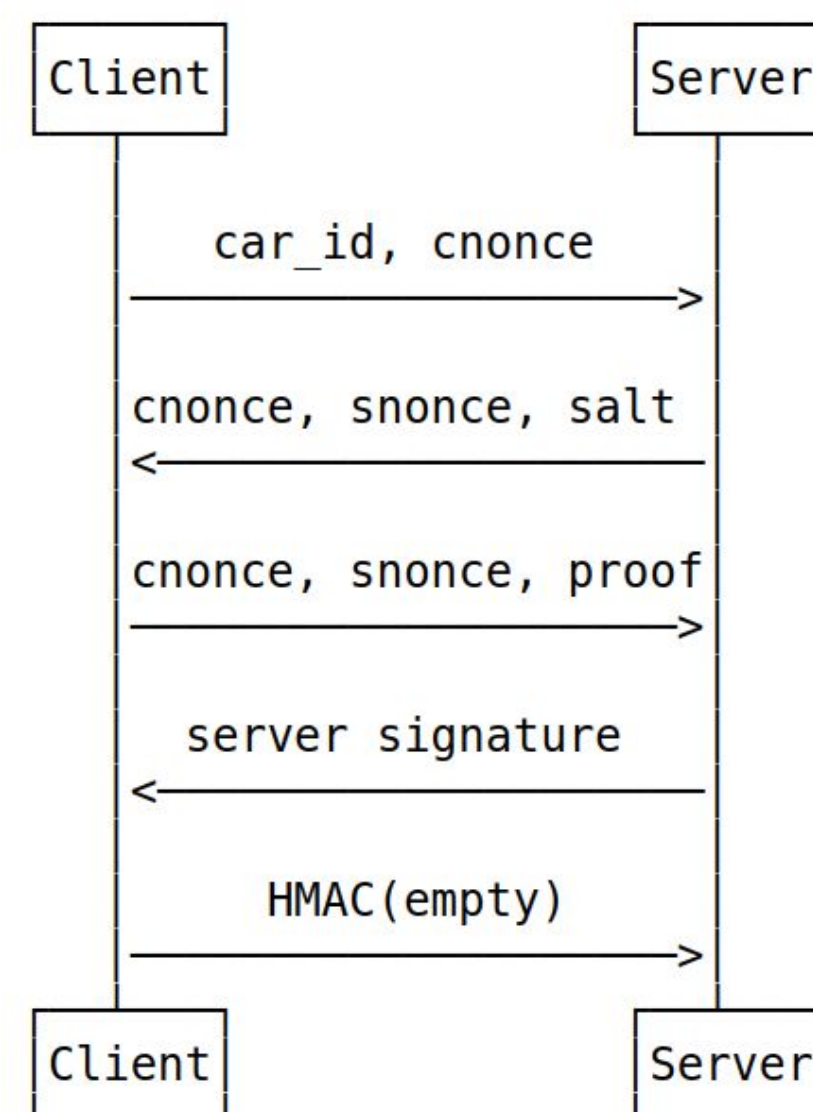 Client Server
car_id, cnonce
cnonce, snonce, salt
cnonce, snonce, proof
server signature
HMAC(empty)
Client Server